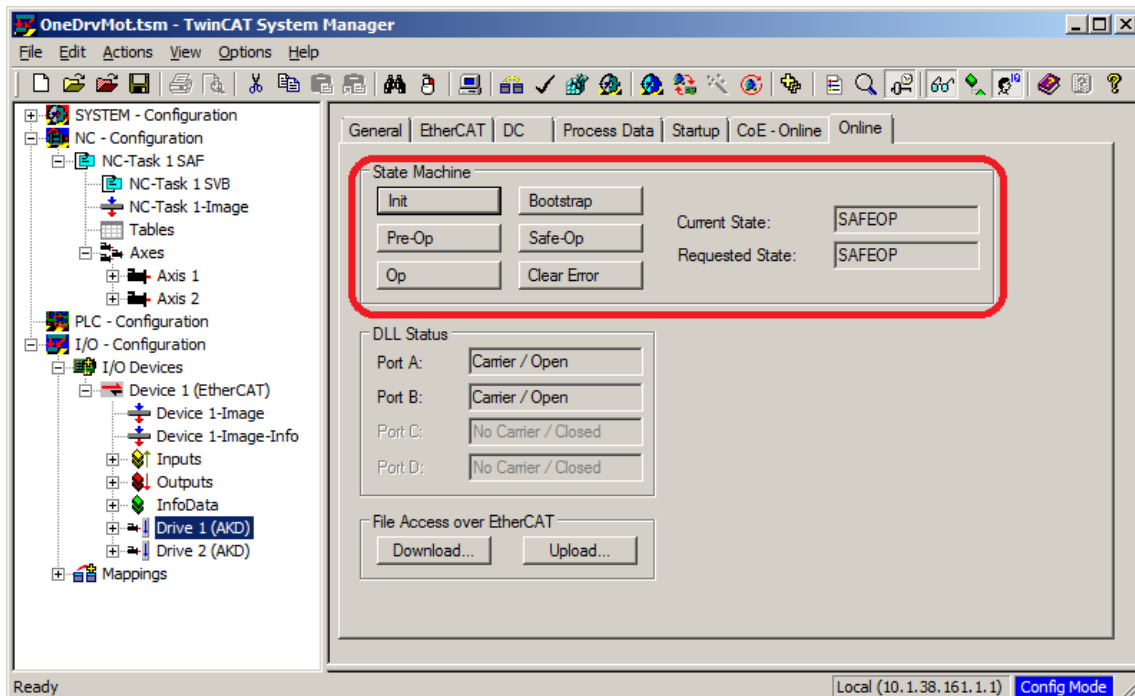 OneDrvMot.tsm - TwinCAT System Manager
File Edit Actions View Options Help
SYSTEM - Configuration
NC - Configuration
NC-Task 1 SAF
NC-Task 1 SVB
NC-Task 1-Image
Tables
Axes
Axis 1
Axis 2
PLC - Configuration
I/O - Configuration
I/O Devices
Device 1 (EtherCAT)
Device 1-Image
Device 1-Image-Info
Inputs
Outputs
InfoData
Drive 1 (AKD)
Drive 2 (AKD)
Mappings
General EtherCAT DC Process Data Startup CoE - Online Online
State Machine
Init Bootstrap
Pre-Op Safe-Op
Op Clear Error
Current State: SAFEOP
Requested State: SAFEOP
DLL Status
Port A: Carrier / Open
Port B: Carrier / Open
Port C: No Carrier / Closed
Port D: No Carrier / Closed
File Access over EtherCAT
Download... Upload...
Ready Local (10.1.38.161.1.1) Config Mode